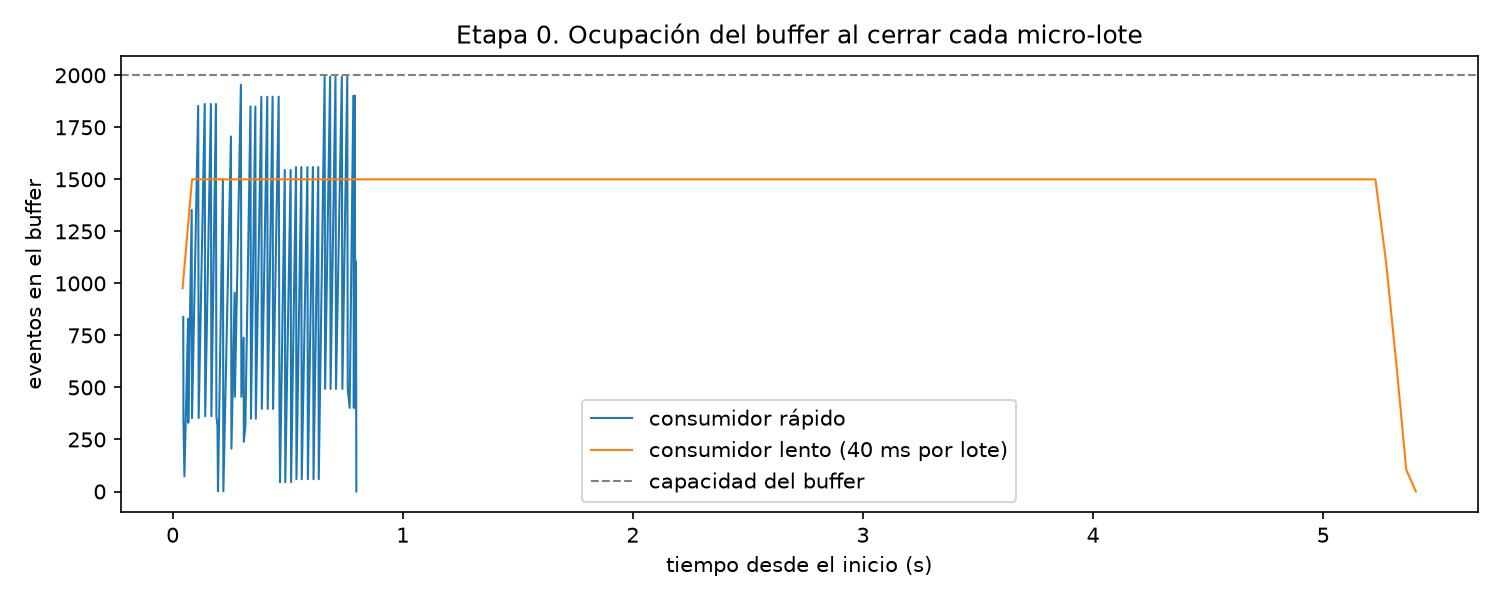 Etapa 0. Ocupación del buffer al cerrar cada micro-lote
eventos en el buffer
2000
1750
1500
1250
1000
750
500
250
0
consumidor rápido
consumidor lento (40 ms por lote)
capacidad del buffer
0 1 2 3 4 5
tiempo desde el inicio (s)